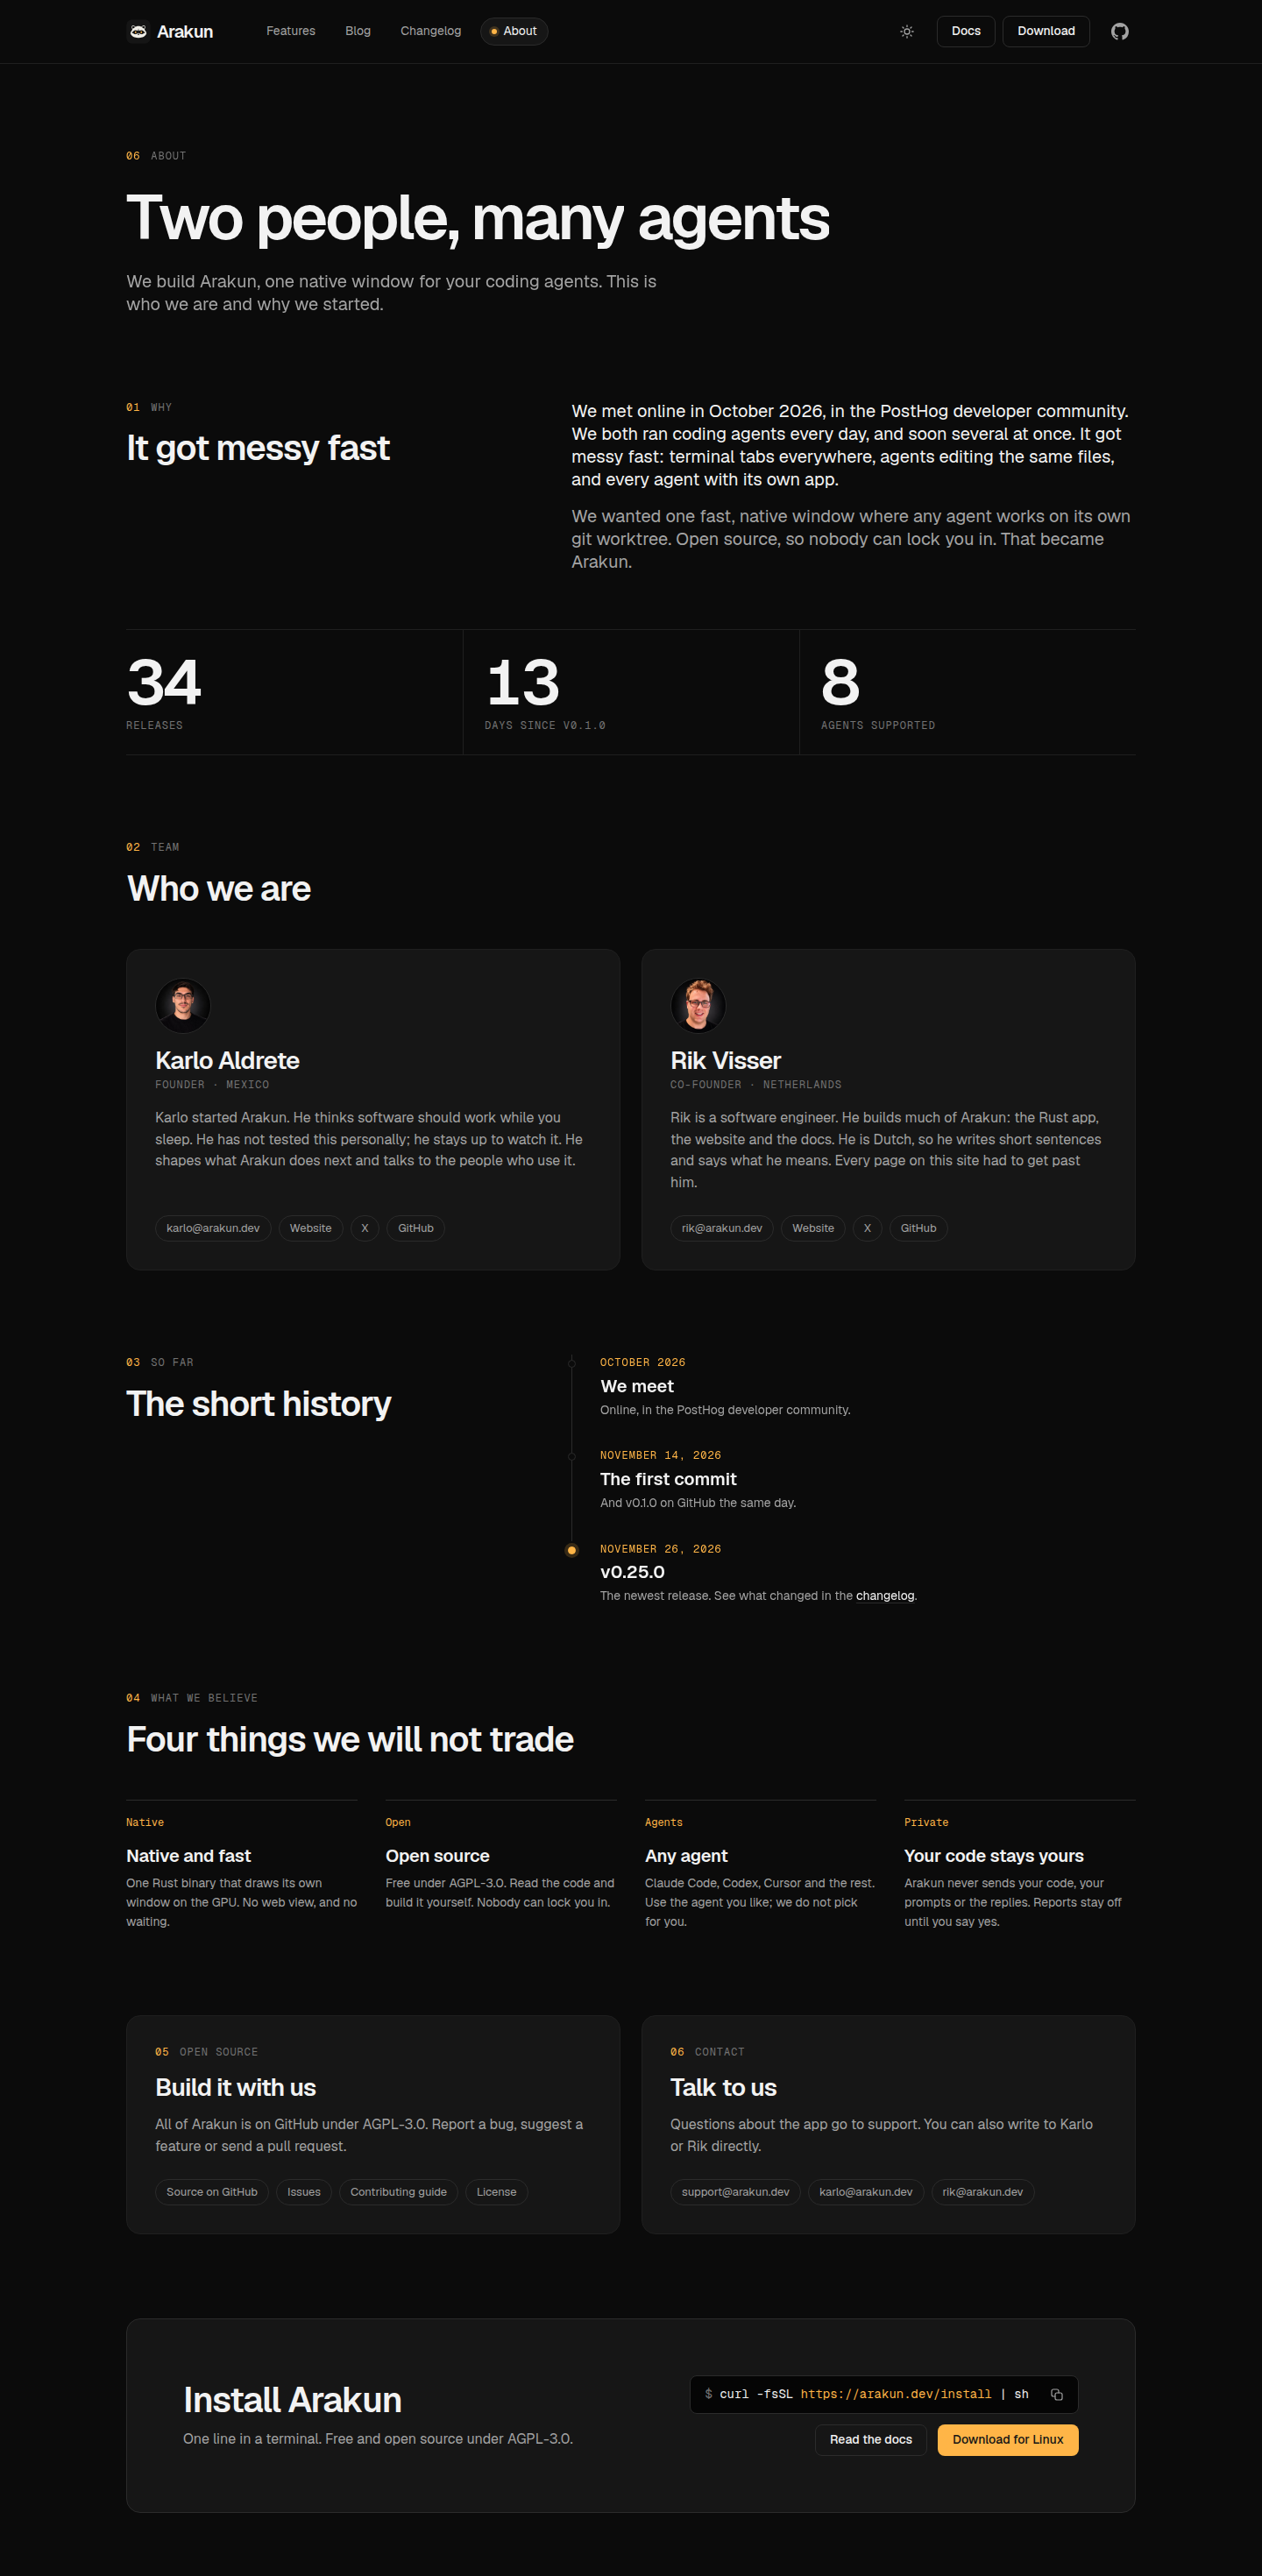 Arakun
Features
Blog
Changelog
About
Docs
Download
06 ABOUT
Two people, many agents
We build Arakun, one native window for your coding agents. This is
who we are and why we started.
01 WHY
It got messy fast
We met online in October 2026, in the PostHog developer community.
We both ran coding agents every day, and soon several at once. It got
messy fast: terminal tabs everywhere, agents editing the same files,
and every agent with its own app.
We wanted one fast, native window where any agent works on its own
git worktree. Open source, so nobody can lock you in. That became
Arakun.
34
RELEASES
13
DAYS SINCE V0.1.0
8
AGENTS SUPPORTED
02 TEAM
Who we are
Karlo Aldrete
FOUNDER · MEXICO
Karlo started Arakun. He thinks software should work while you
sleep. He has not tested this personally; he stays up to watch it. He
shapes what Arakun does next and talks to the people who use it.
karlo@arakun.dev
Website
X
GitHub
Rik Visser
CO-FOUNDER · NETHERLANDS
Rik is a software engineer. He builds much of Arakun: the Rust app,
the website and the docs. He is Dutch, so he writes short sentences
and says what he means. Every page on this site had to get past
him.
rik@arakun.dev
Website
X
GitHub
03 SO FAR
The short history
OCTOBER 2026
We meet
Online, in the PostHog developer community.
NOVEMBER 14, 2026
The first commit
And v0.1.0 on GitHub the same day.
NOVEMBER 26, 2026
v0.25.0
The newest release. See what changed in the changelog.
04 WHAT WE BELIEVE
Four things we will not trade
Native
Native and fast
One Rust binary that draws its own
window on the GPU. No web view, and no
waiting.
Open
Open source
Free under AGPL-3.0. Read the code and
build it yourself. Nobody can lock you in.
Agents
Any agent
Claude Code, Codex, Cursor and the rest.
Use the agent you like; we do not pick
for you.
Private
Your code stays yours
Arakun never sends your code, your
prompts or the replies. Reports stay off
until you say yes.
05 OPEN SOURCE
Build it with us
All of Arakun is on GitHub under AGPL-3.0. Report a bug, suggest a
feature or send a pull request.
Source on GitHub
Issues
Contributing guide
License
06 CONTACT
Talk to us
Questions about the app go to support. You can also write to Karlo
or Rik directly.
support@arakun.dev
karlo@arakun.dev
rik@arakun.dev
Install Arakun
One line in a terminal. Free and open source under AGPL-3.0.
$ curl -fsSL https://arakun.dev/install | sh
Read the docs
Download for Linux